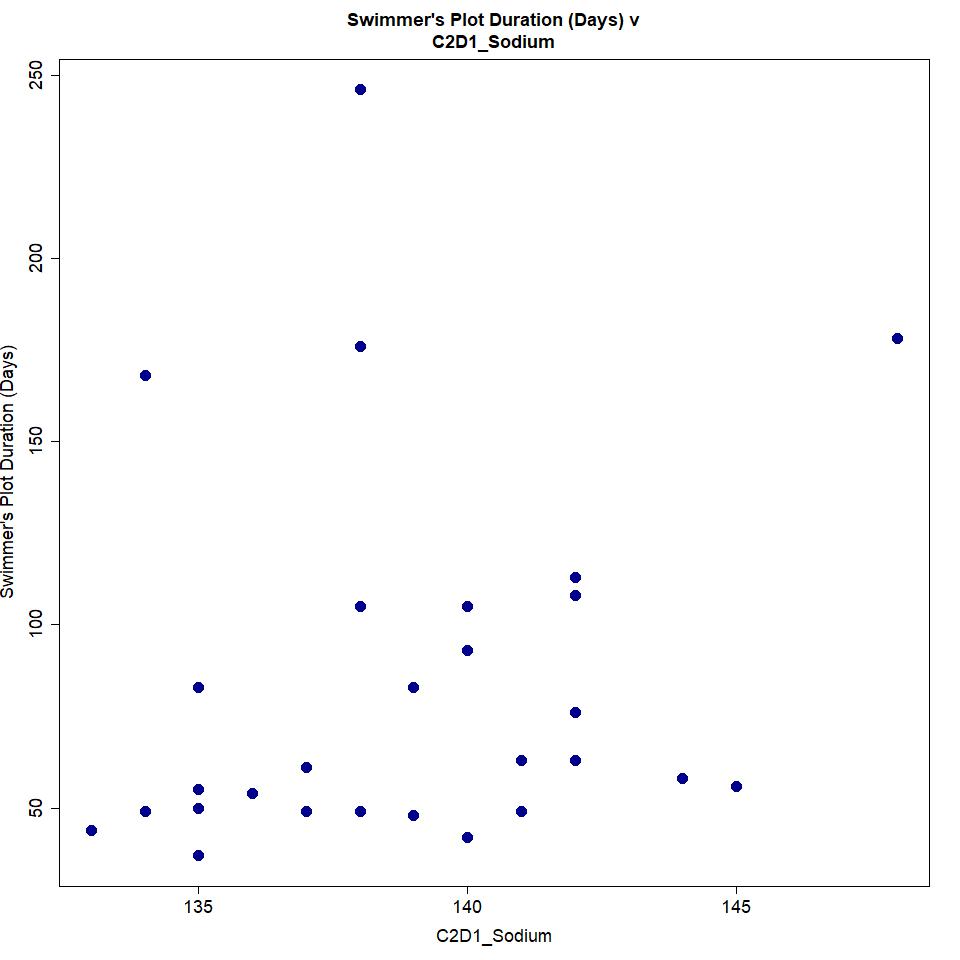 Swimmer's Plot Duration (Days) v
C2D1_Sodium
250
200
150
100
50
Swimmer's Plot Duration (Days)
135
140
145
C2D1_Sodium